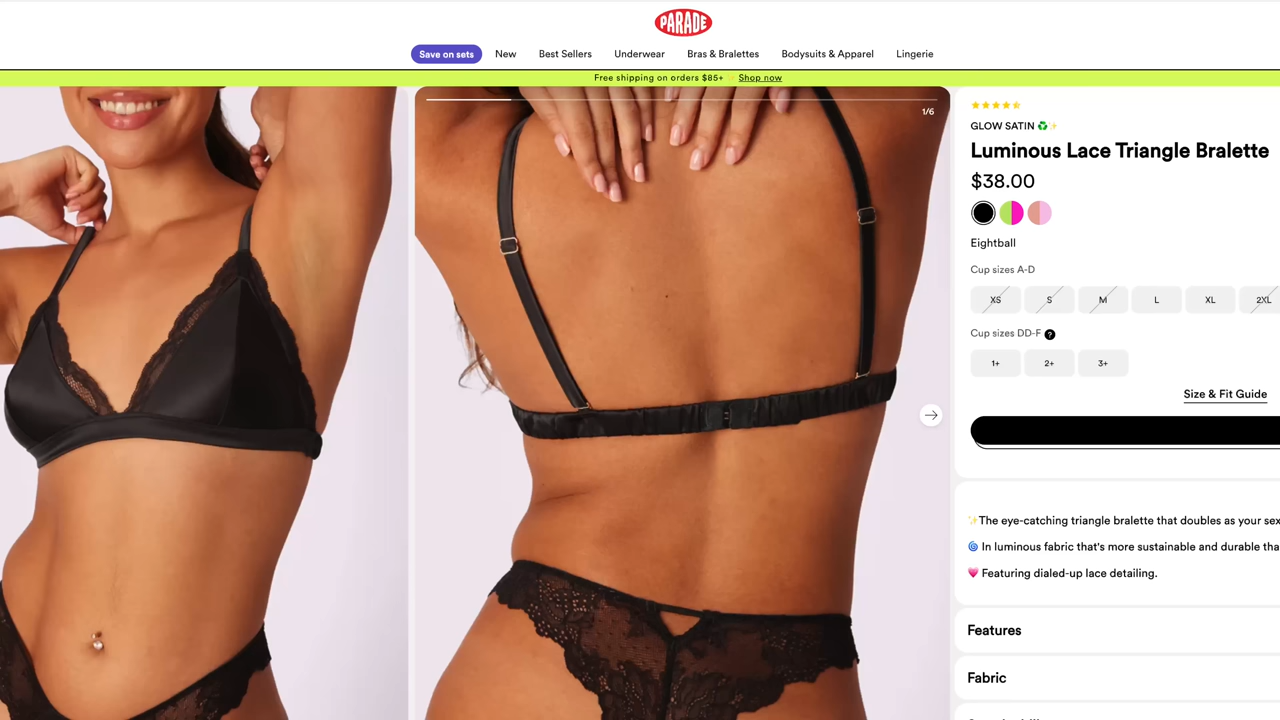 PARADE
Save on sets New Best Sellers Underwear Bras & Bralettes Bodysuits & Apparel Lingerie
Free shipping on orders $85+ Shop now
1/6
GLOW SATIN ♻️✨
Luminous Lace Triangle Bralette
$38.00
Eightball
Cup sizes A-D
XS S M L XL 2XL
Cup sizes DD-F ?
1+ 2+ 3+
Size & Fit Guide
✨The eye-catching triangle bralette that doubles as your sex
🌀 In luminous fabric that's more sustainable and durable tha
💗 Featuring dialed-up lace detailing.
Features
Fabric